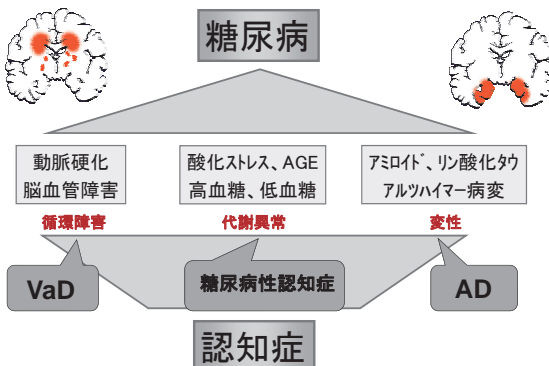 糖尿病
動脈硬化
脳血管障害
酸化ストレス、AGE
高血糖、低血糖
アミロイド、リン酸化タウ
アルツハイマー病変
循環障害
代謝異常
変性
VaD
糖尿病性認知症
AD
認知症